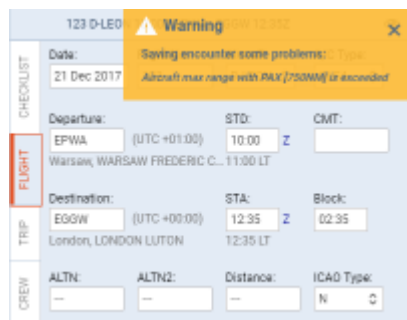 123 D-LEO
Warning
Saving encounter some problems:
Aircraft max range with PAX [750NM] is exceeded
Date:
21 Dec 2017
Departure:
STD:
CMT:
EPWA (UTC +01:00) 10:00 Z
Warsaw, WARSAW FREDERIC C... 11:00 LT
Destination:
STA:
Block:
EGGW (UTC +00:00) 12:35 Z 02:35
London, LONDON LUTON 12:35 LT
ALTN:
ALTN2:
Distance:
ICAO Type:
--- --- --- N
CHECKLIST
FLIGHT
TRIP
CREW